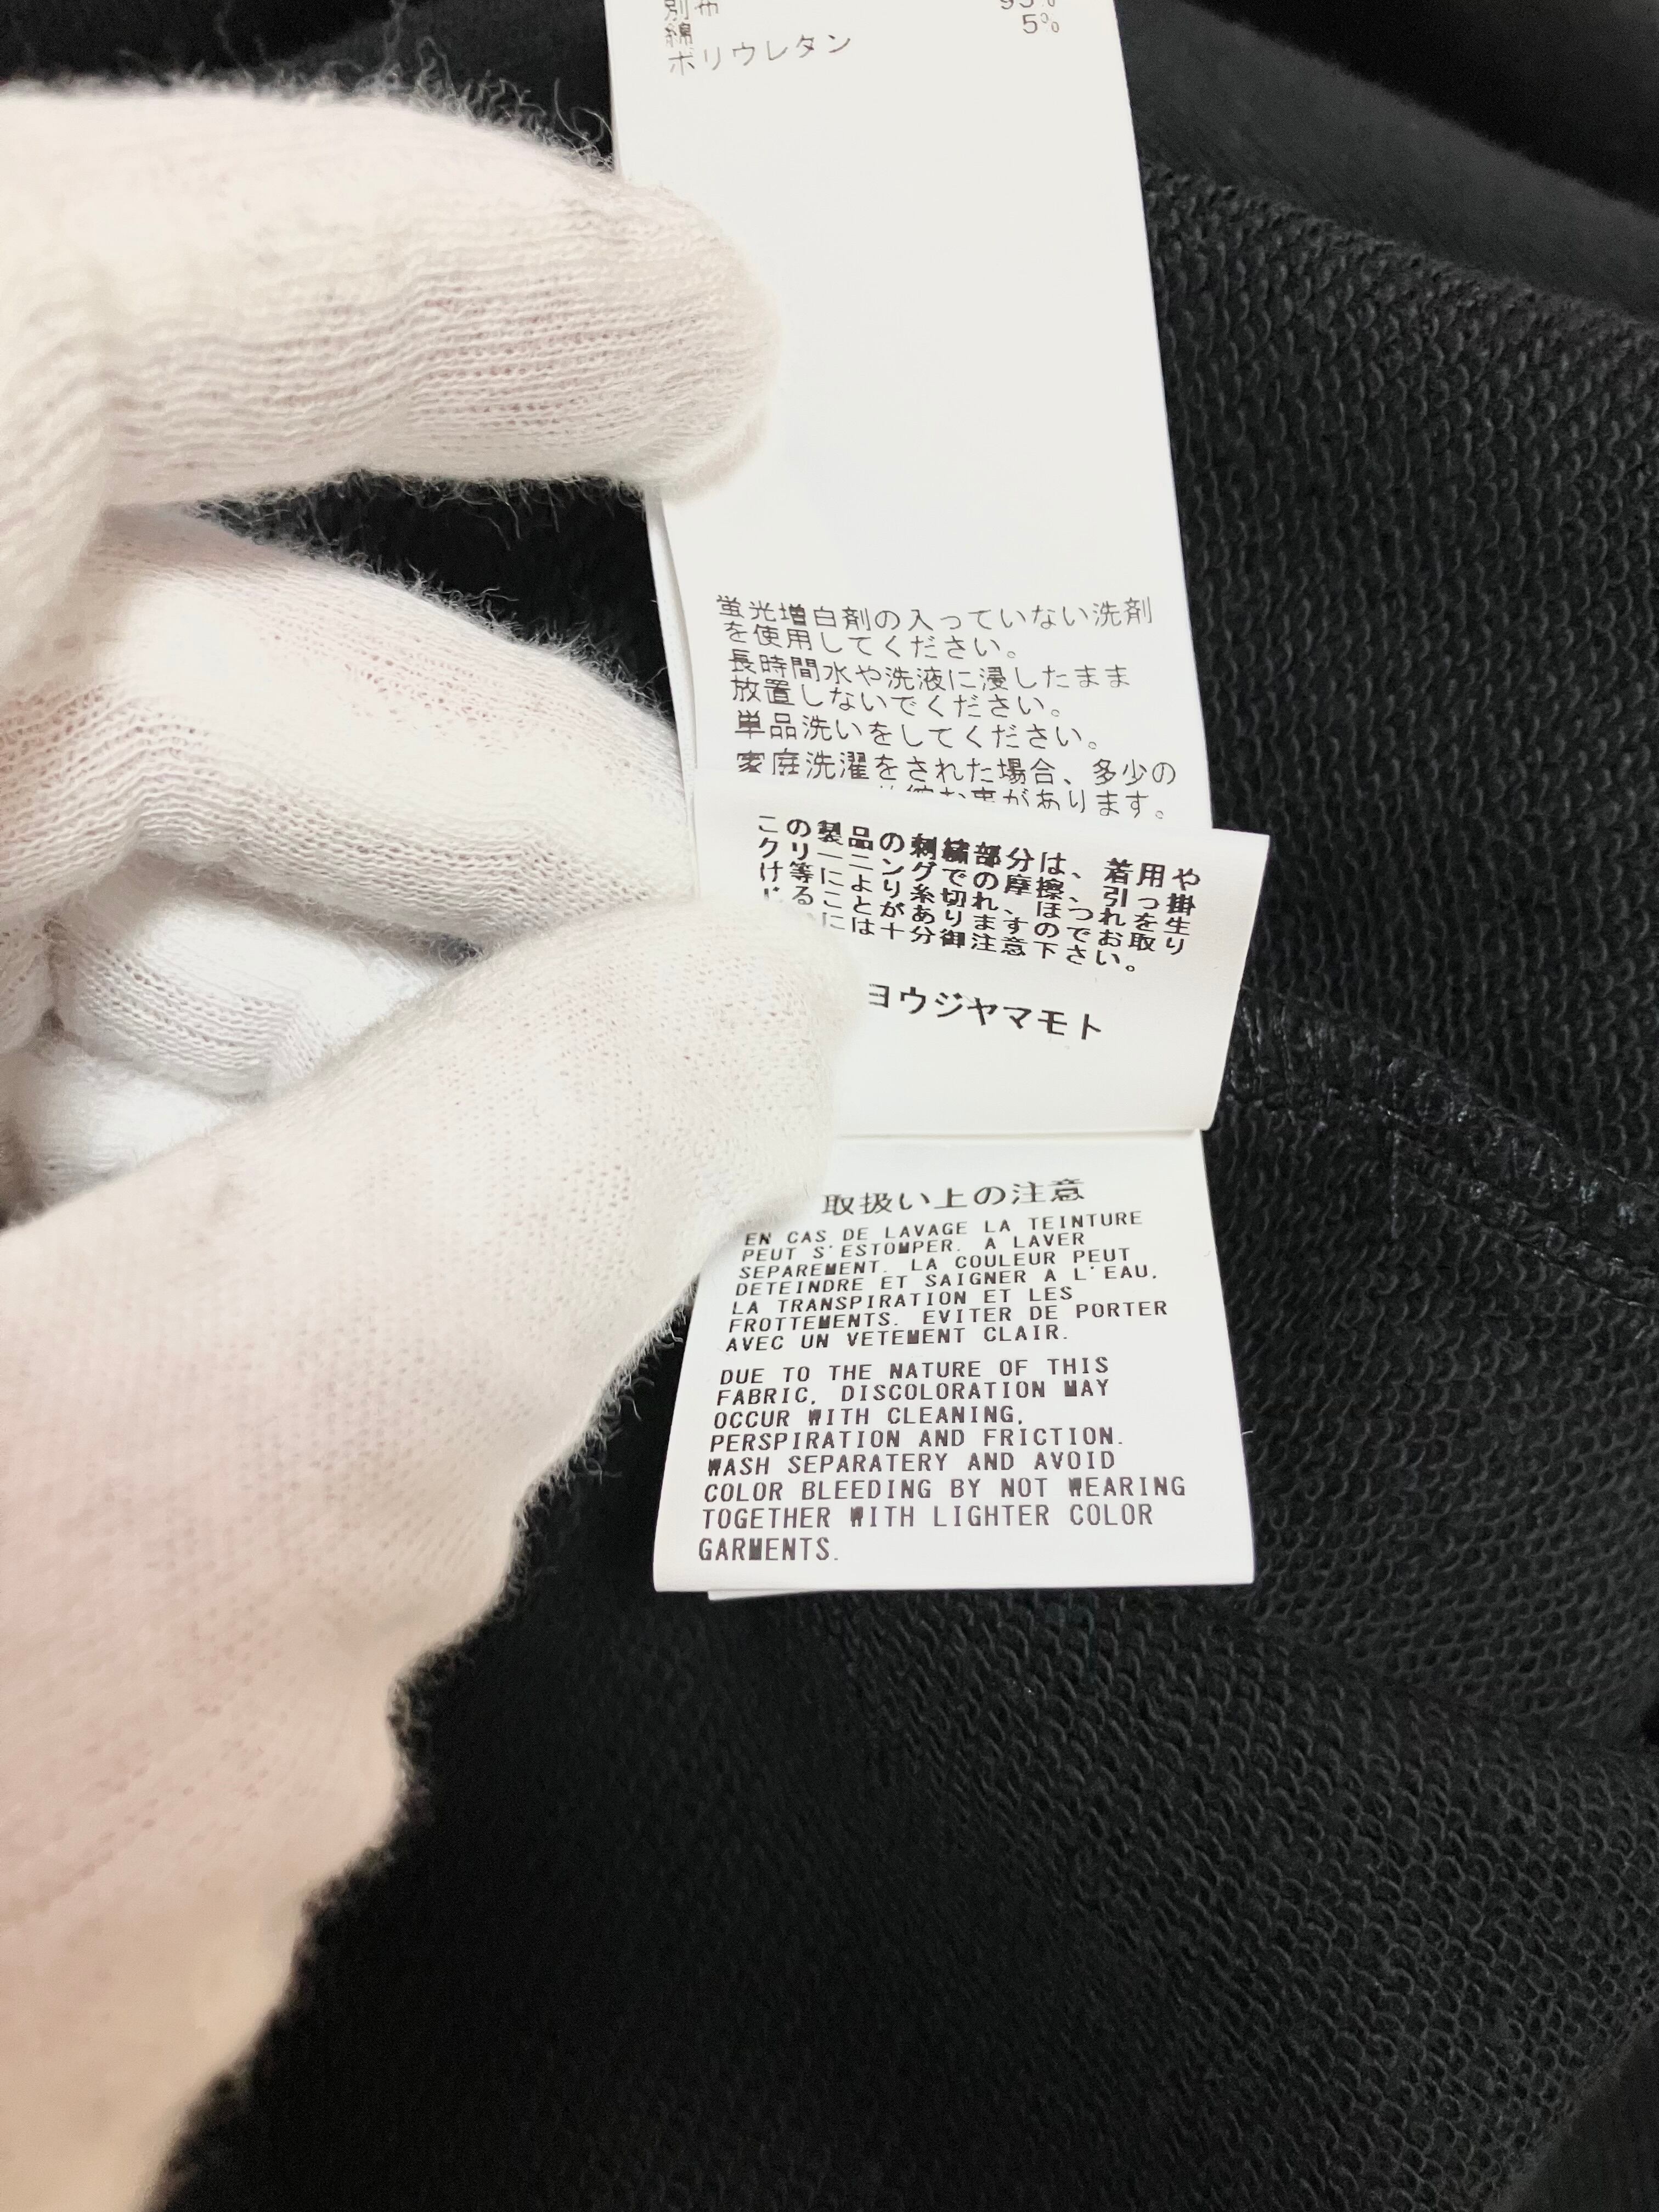 別布
綿 95%
ポリウレタン 5%
蛍光増白剤の入っていない洗剤
を使用してください。
長時間水や洗液に浸したまま
放置しないでください。
単品洗いをしてください。
家庭洗濯をされた場合、多少の
縮む事があります。
この製品の刺繍部分は、着用や
クリーニングでの摩擦、引っ掛
け等により糸切れ、ほつれを生
じることがありますのでお取り
には十分御注意下さい。
ヨウジヤマモト
取扱い上の注意
EN CAS DE LAVAGE LA TEINTURE
PEUT S'ESTOMPER. A LAVER
SEPAREMENT. LA COULEUR PEUT
DETEINDRE ET SAIGNER A L'EAU,
LA TRANSPIRATION ET LES
FROTTEMENTS. EVITER DE PORTER
AVEC UN VETEMENT CLAIR.
DUE TO THE NATURE OF THIS
FABRIC, DISCOLORATION MAY
OCCUR WITH CLEANING,
PERSPIRATION AND FRICTION.
WASH SEPARATERY AND AVOID
COLOR BLEEDING BY NOT WEARING
TOGETHER WITH LIGHTER COLOR
GARMENTS.